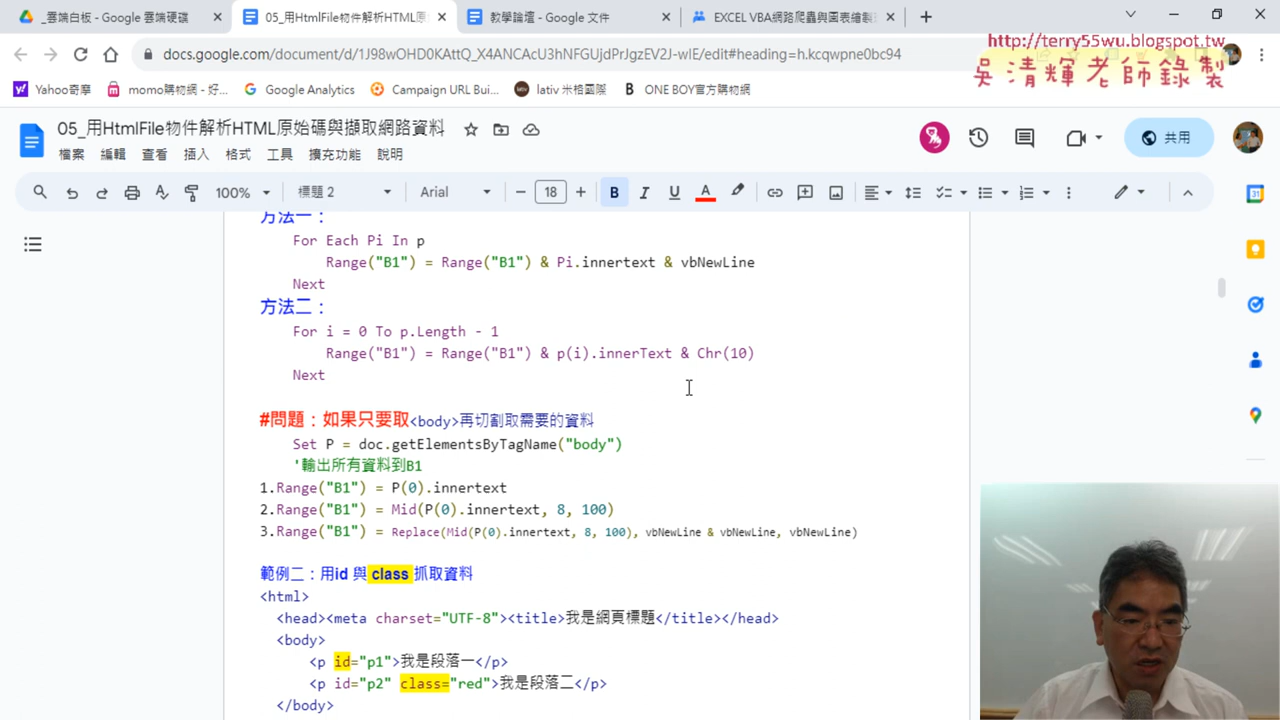 _雲端白板 - Google 雲端硬碟
05_用HtmlFile物件解析HTML原
教學論壇 - Google 文件
EXCEL VBA網路爬蟲與圖表繪製
http://terry55wu.blogspot.tw
docs.google.com/document/d/1J98wOHD0KAttQ_X4ANCAcU3hNFGUjdPrJgzEV2J-wIE/edit#heading=h.kcqwpne0bc94
吳清輝老師錄製
Yahoo奇摩
momo購物網 - 好...
Google Analytics
Campaign URL Bui...
lativ 米格國際
B ONE BOY官方購物網
05_用HtmlFile物件解析HTML原始碼與擷取網路資料
共用
檔案 編輯 查看 插入 格式 工具 擴充功能 說明
100% 標題 2 Arial 18 B I U A
方法一：
For Each Pi In p
Range("B1") = Range("B1") & Pi.innertext & vbNewLine
Next
方法二：
For i = 0 To p.Length - 1
Range("B1") = Range("B1") & p(i).innerText & Chr(10)
Next
#問題：如果只要取<body>再切割取需要的資料
Set P = doc.getElementsByTagName("body")
'輸出所有資料到B1
1.Range("B1") = P(0).innertext
2.Range("B1") = Mid(P(0).innertext, 8, 100)
3.Range("B1") = Replace(Mid(P(0).innertext, 8, 100), vbNewLine & vbNewLine, vbNewLine)
範例二：用id 與 class 抓取資料
<html>
<head><meta charset="UTF-8"><title>我是網頁標題</title></head>
<body>
<p id="p1">我是段落一</p>
<p id="p2" class="red">我是段落二</p>
</body>